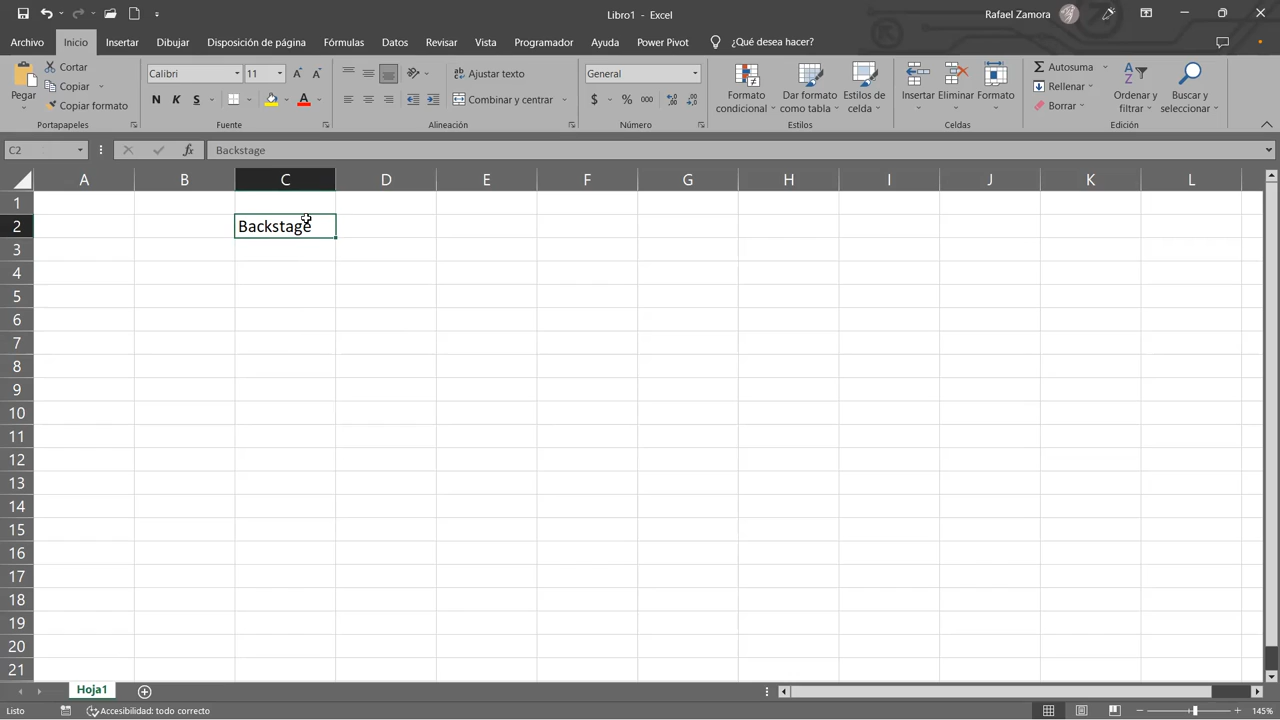 Libro1 - Excel
Rafael Zamora
Archivo Inicio Insertar Dibujar Disposición de página Fórmulas Datos Revisar Vista Programador Ayuda Power Pivot ¿Qué desea hacer?
Pegar
Cortar
Copiar
Copiar formato
Portapapeles
Calibri 11
N K S
Fuente
Ajustar texto
Combinar y centrar
Alineación
General
$ % 000
Número
Formato condicional
Dar formato como tabla
Estilos de celda
Estilos
Insertar Eliminar Formato
Celdas
Autosuma
Rellenar
Borrar
Ordenar y filtrar
Buscar y seleccionar
Edición
C2 fx Backstage
A B C D E F G H I J K L
1
2 Backstage
3
4
5
6
7
8
9
10
11
12
13
14
15
16
17
18
19
20
21
Hoja1
Listo Accesibilidad: todo correcto 145%